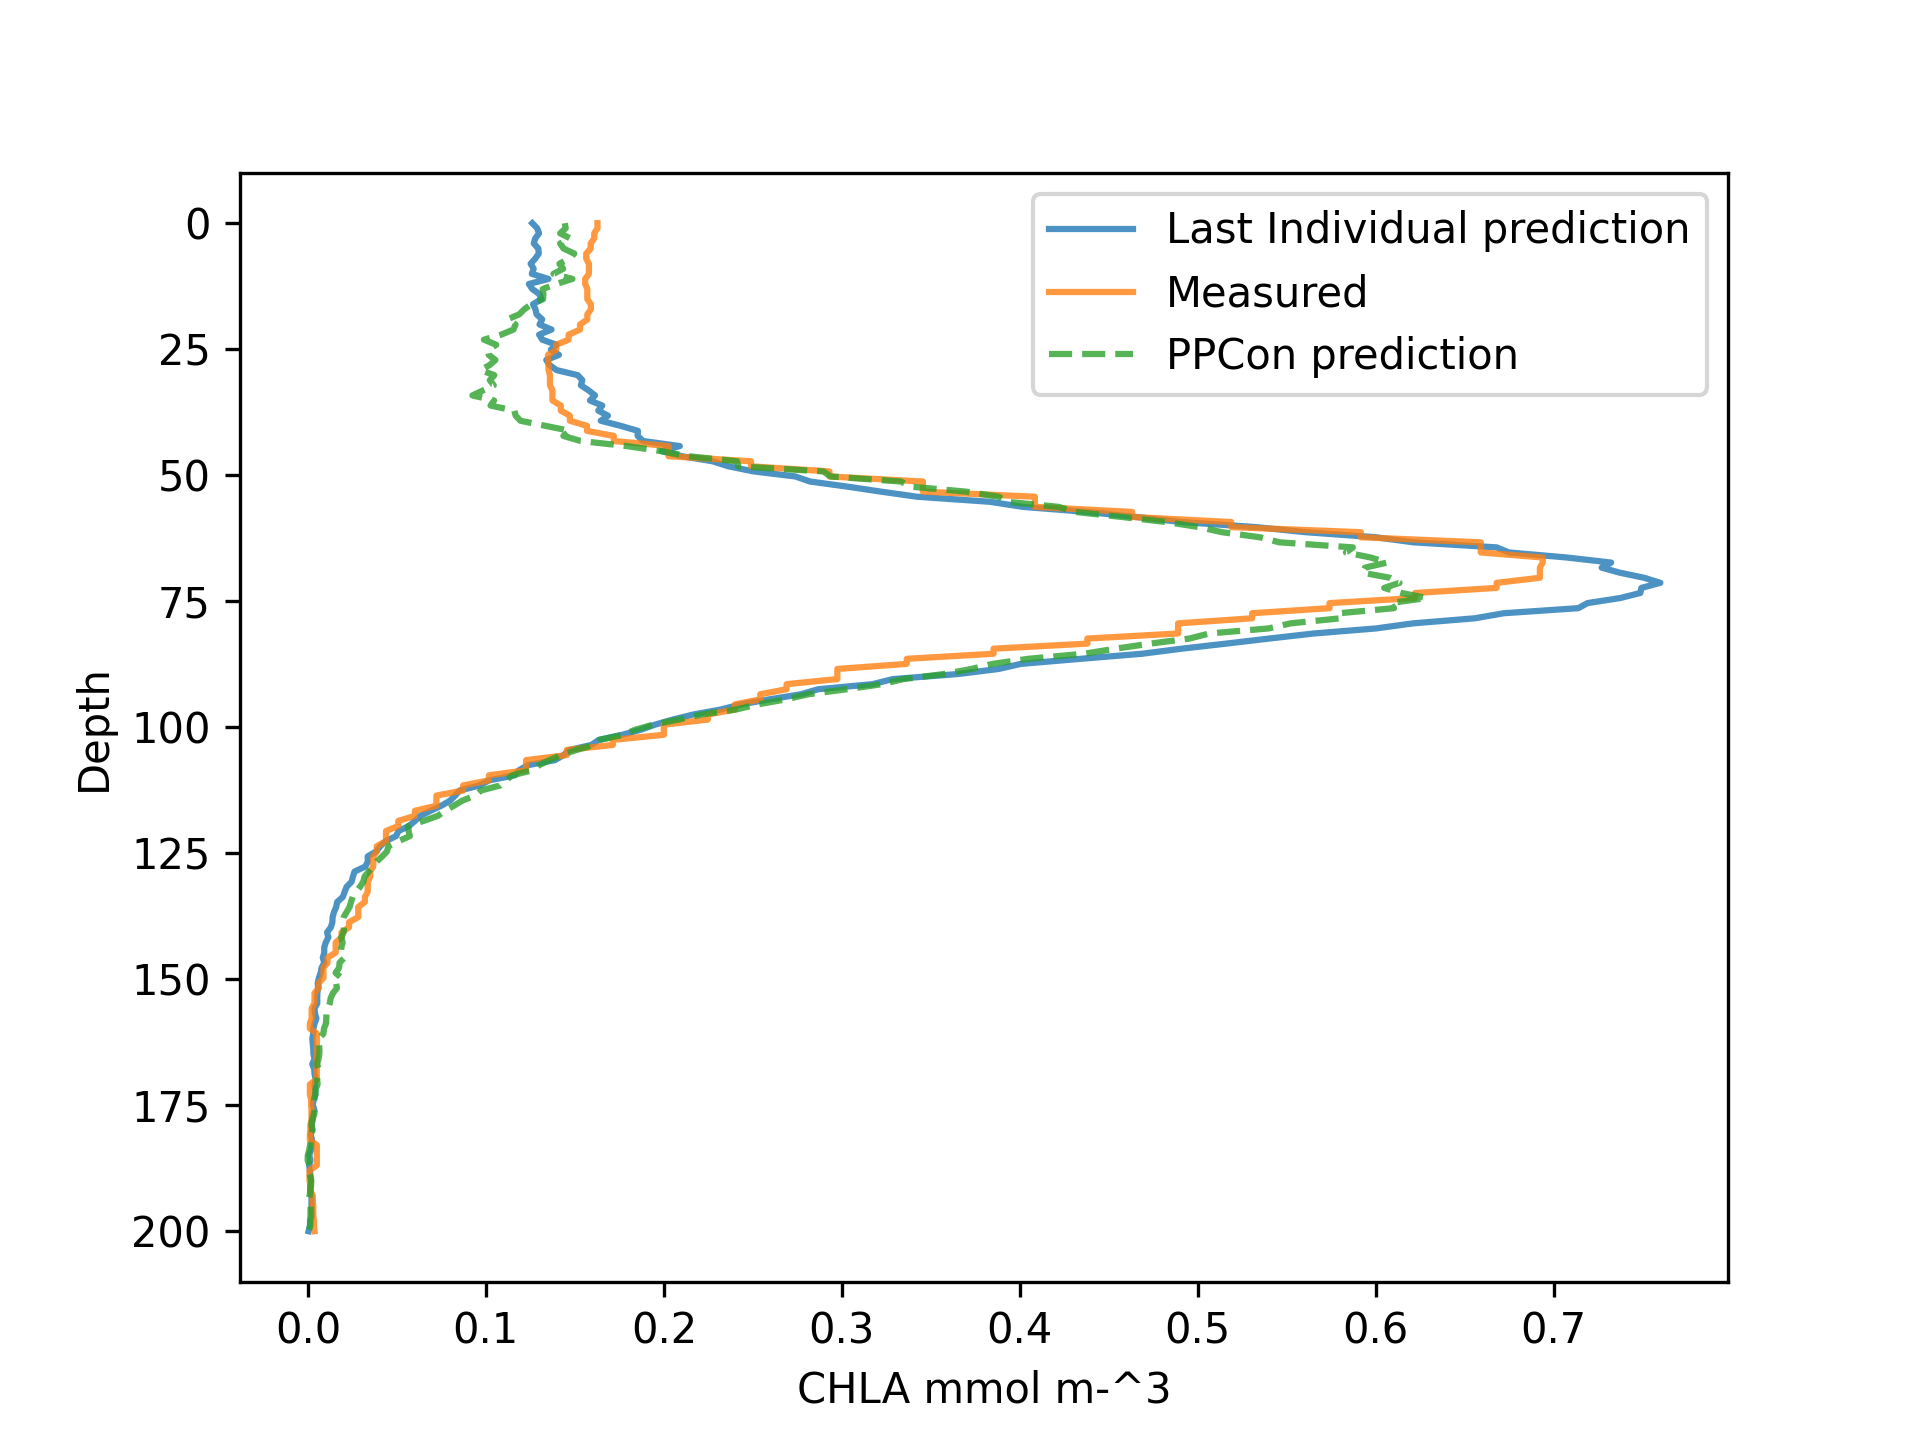 Last Individual prediction
Measured
PPCon prediction
0
25
50
75
100
125
150
175
200
Depth
0.0 0.1 0.2 0.3 0.4 0.5 0.6 0.7
CHLA mmol m-^3